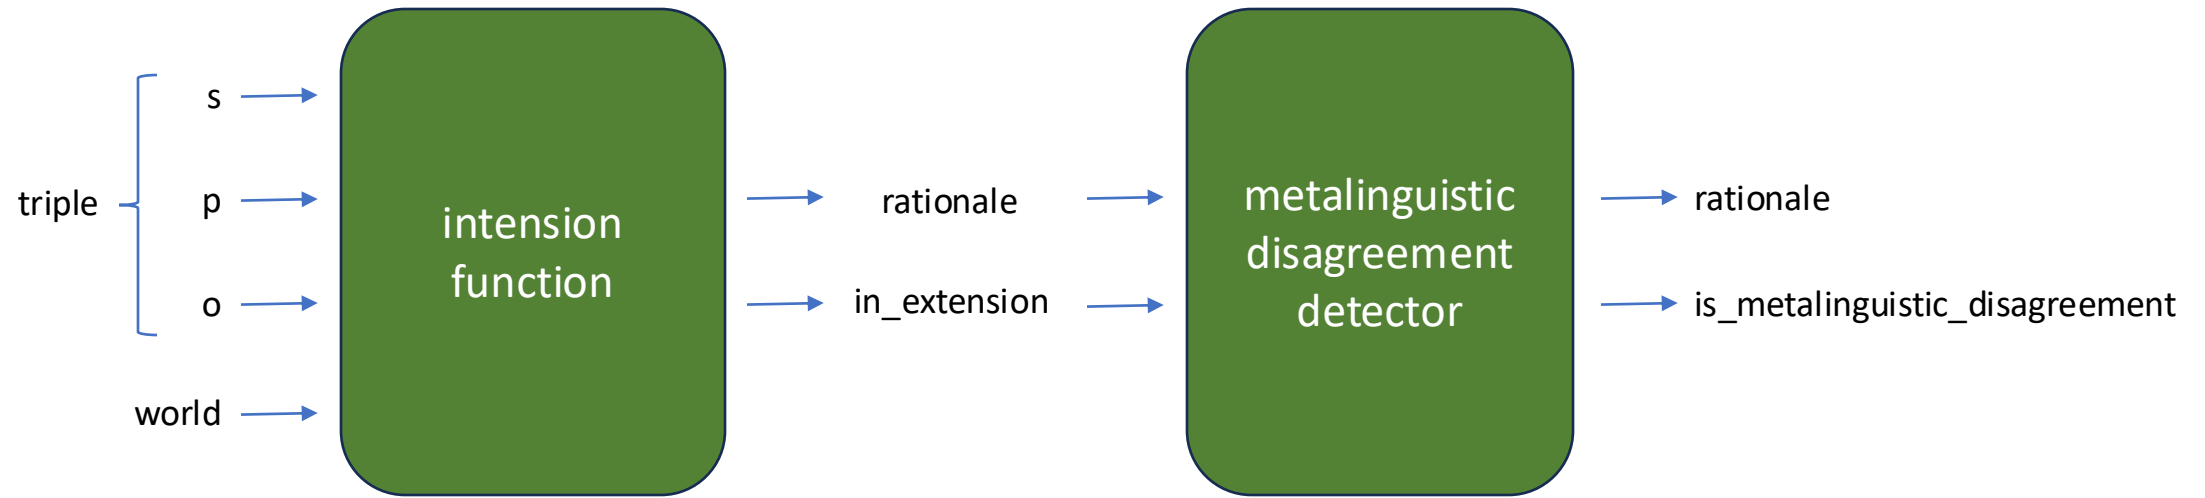 triple
s
p
o
world
intension
function
rationale
in_extension
metalinguistic
disagreement
detector
rationale
is_metalinguistic_disagreement